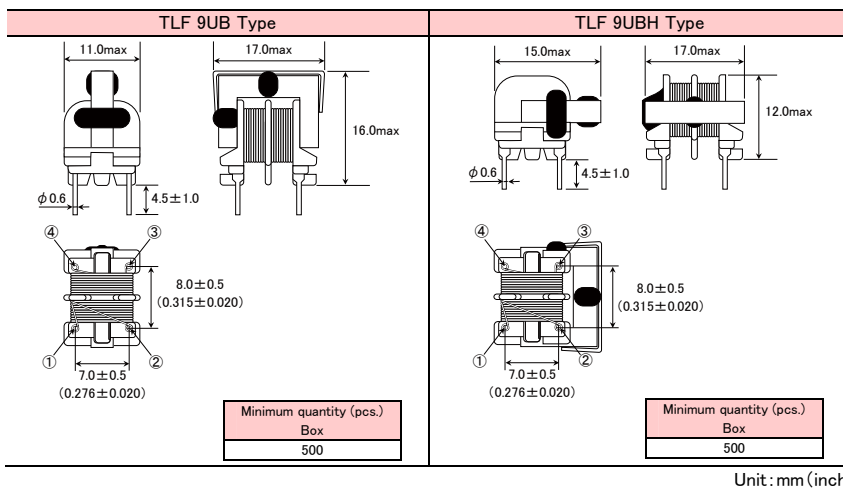 TLF 9UB Type
11.0max
17.0max
16.0max
φ0.6
4.5±1.0
④
③
8.0±0.5
(0.315±0.020)
①
②
7.0±0.5
(0.276±0.020)
Minimum quantity (pcs.)
Box
500
TLF 9UBH Type
15.0max
17.0max
12.0max
φ0.6
4.5±1.0
④
③
8.0±0.5
(0.315±0.020)
①
②
7.0±0.5
(0.276±0.020)
Minimum quantity (pcs.)
Box
500
Unit:mm(inch